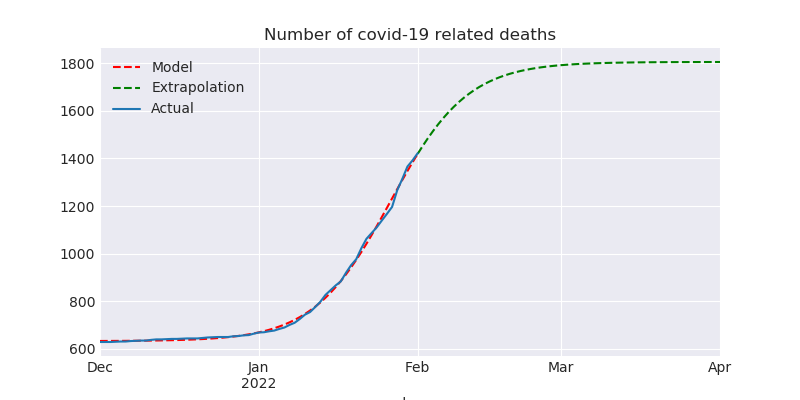 Number of covid-19 related deaths
Model
Extrapolation
Actual
1800
1600
1400
1200
1000
800
600
Dec Jan Feb Mar Apr
2022